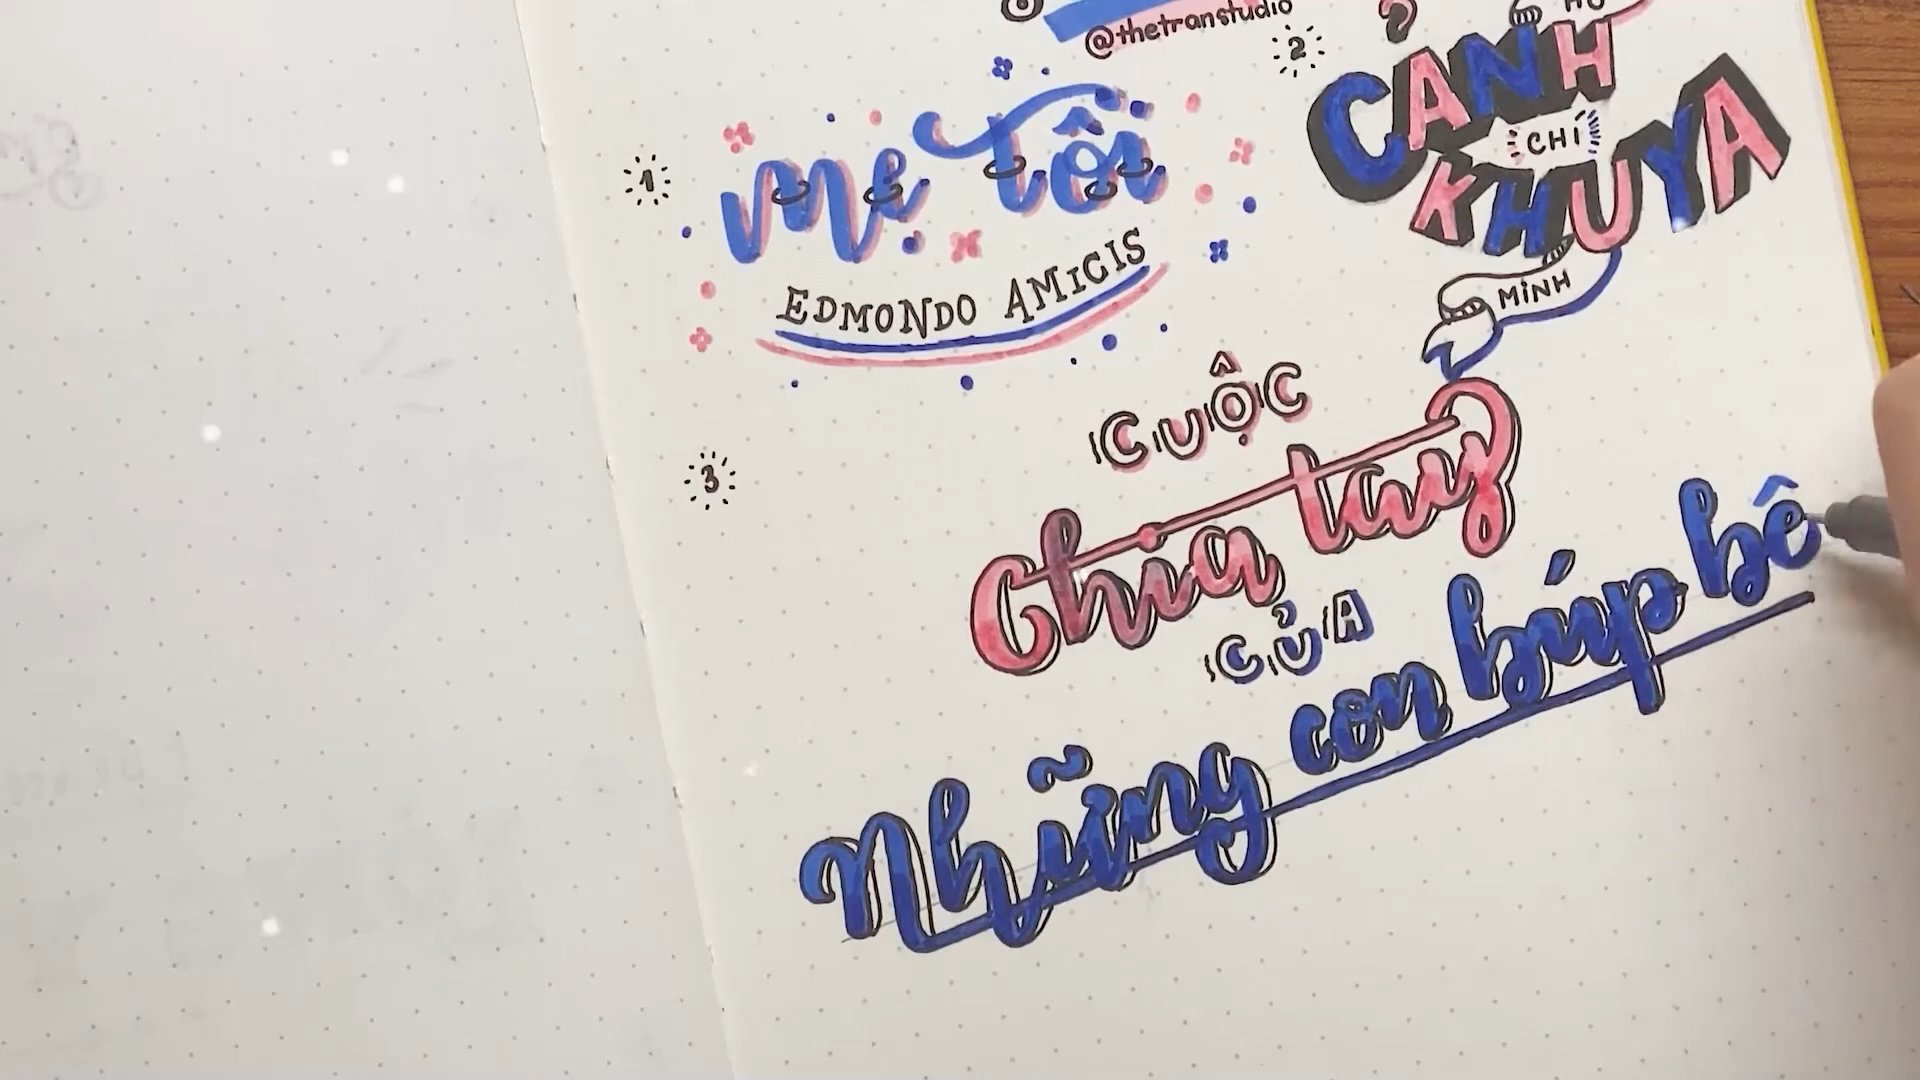 @thetranstudio
1
mẹ tôi
EDMONDO AMICIS
2
CẢNH
CHÍ
KHUYA
MINH
3
CUỘC
Chia tay
CỦA
Những con búp bê